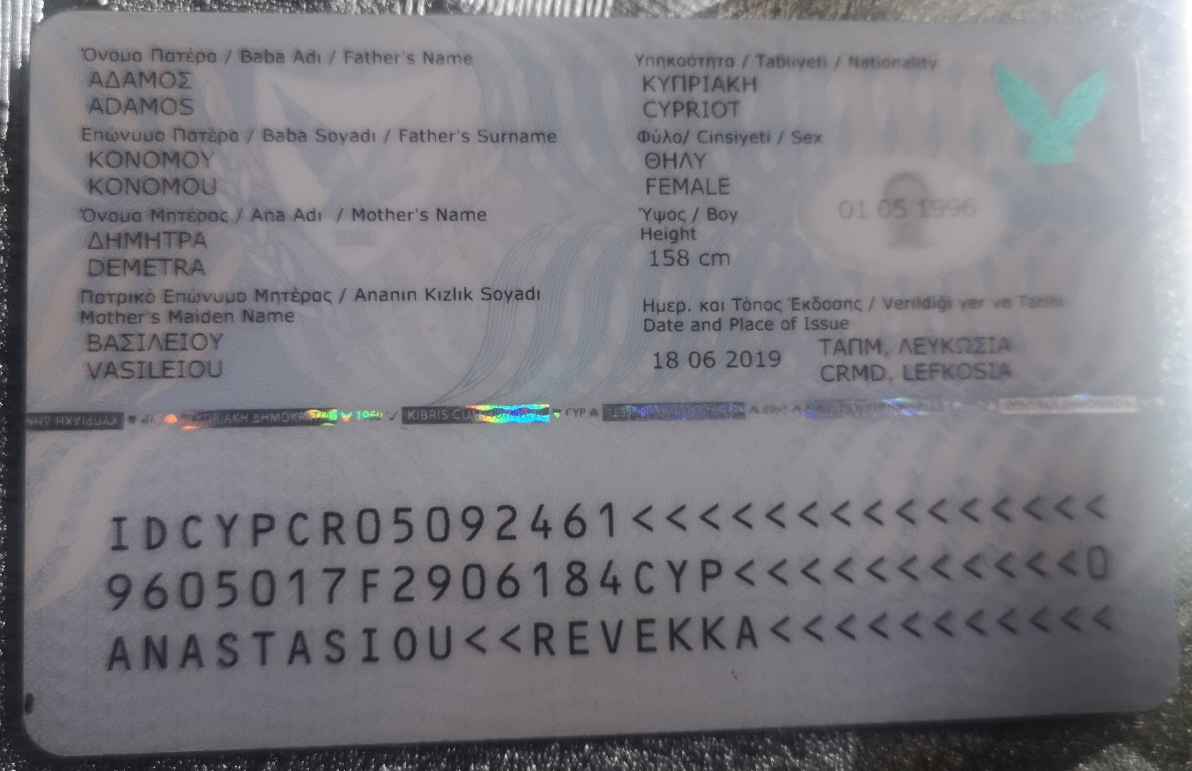 Όνομα Πατέρα / Baba Adı / Father's Name
ΑΔΑΜΟΣ
ADAMOS
Επώνυμο Πατέρα / Baba Soyadı / Father's Surname
ΚΟΝΟΜΟΥ
KONOMOU
Όνομα Μητέρας / Ana Adı / Mother's Name
ΔΗΜΗΤΡΑ
DEMETRA
Πατρικό Επώνυμο Μητέρας / Ananın Kızlık Soyadı
Mother's Maiden Name
ΒΑΣΙΛΕΙΟΥ
VASILEIOU
Υπηκοότητα / Tabiiyeti / Nationality
ΚΥΠΡΙΑΚΗ
CYPRIOT
Φύλο/ Cinsiyeti / Sex
ΘΗΛΥ
FEMALE
Ύψος / Boy
Height
158 cm
01 05 1996
Ημερ. και Τόπος Έκδοσης / Verildiği yer ve Tarihi
Date and Place of Issue
18 06 2019
ΤΑΠΜ, ΛΕΥΚΩΣΙΑ
CRMD, LEFKOSIA
KIBRIS
CYP
IDCYPCR05092461<<<<<<<<<<<<<<<
9605017F2906184CYP<<<<<<<<<<<0
ANASTASIOU<<REVEKKA<<<<<<<<<<<